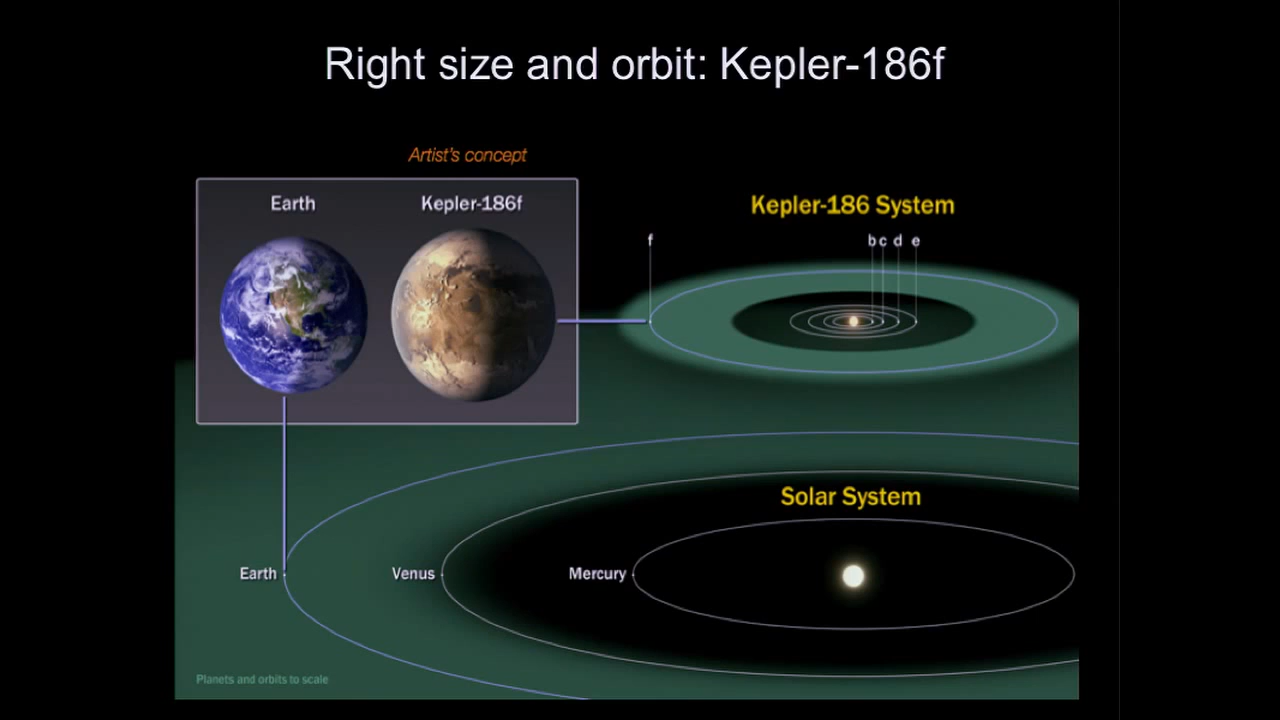 Right size and orbit: Kepler-186f
Artist's concept
Earth
Kepler-186f
Kepler-186 System
f
b c d e
Solar System
Earth
Venus
Mercury
Planets and orbits to scale